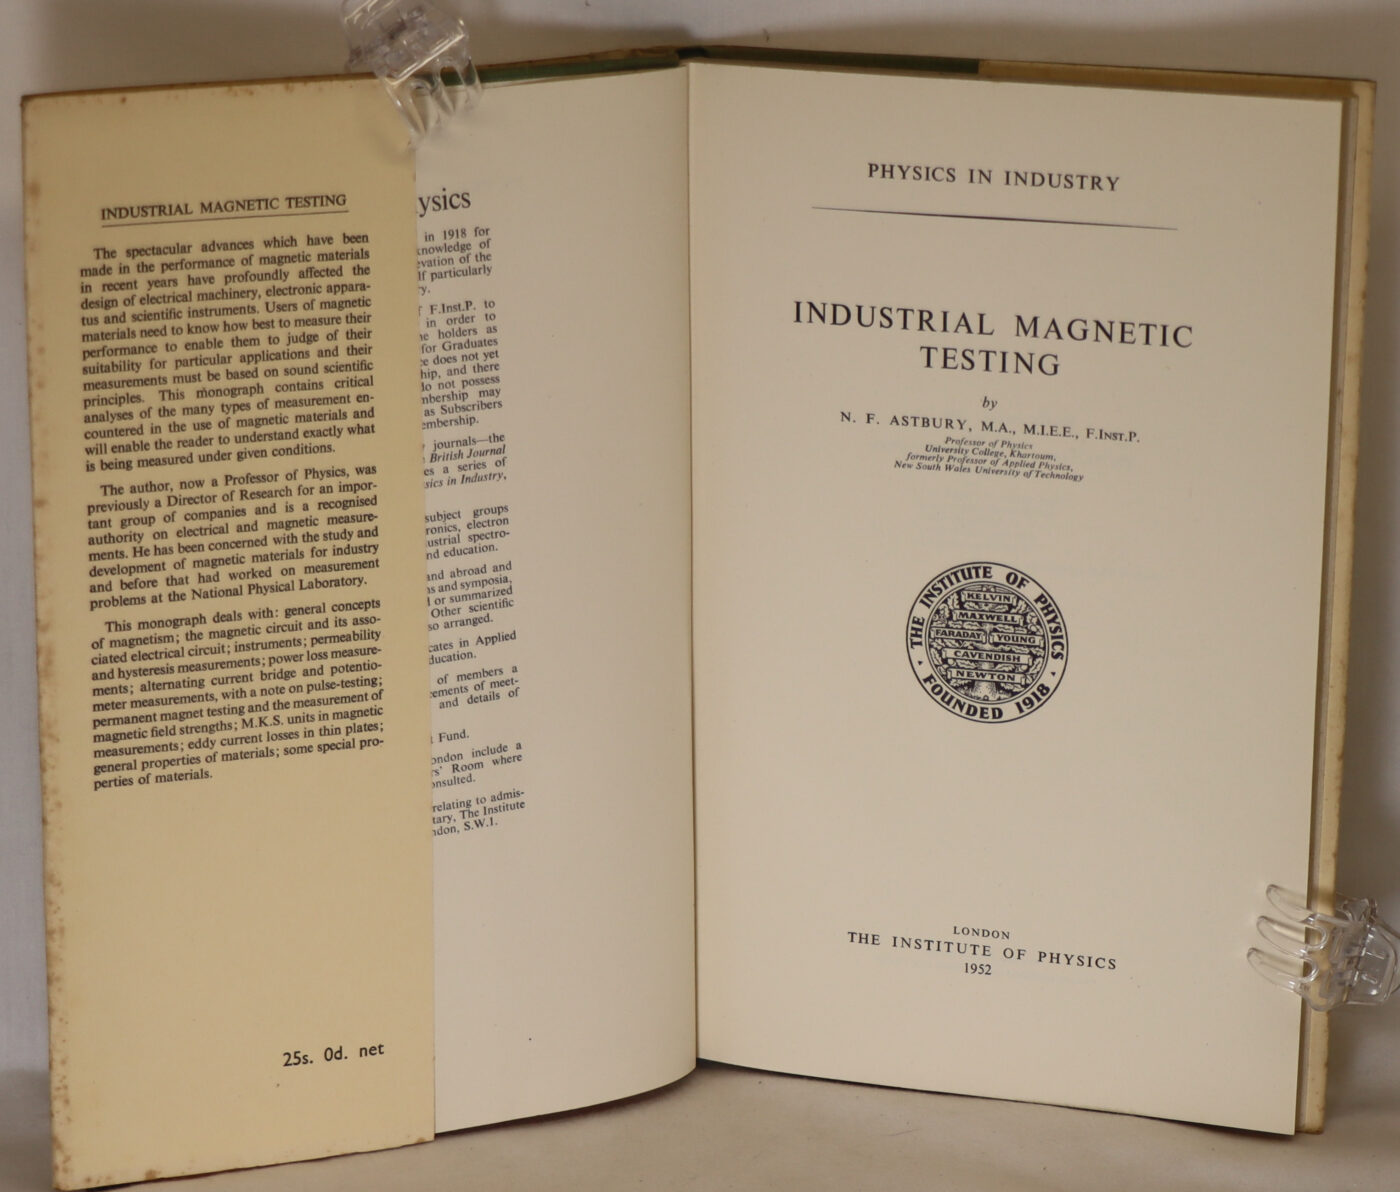 INDUSTRIAL MAGNETIC TESTING
The spectacular advances which have been
made in the performance of magnetic materials
in recent years have profoundly affected the
design of electrical machinery, electronic appara-
tus and scientific instruments. Users of magnetic
materials need to know how best to measure their
performance to enable them to judge of their
suitability for particular applications and their
measurements must be based on sound scientific
principles. This monograph contains critical
analyses of the many types of measurement en-
countered in the use of magnetic materials and
will enable the reader to understand exactly what
is being measured under given conditions.
The author, now a Professor of Physics, was
previously a Director of Research for an impor-
tant group of companies and is a recognised
authority on electrical and magnetic measure-
ments. He has been concerned with the study and
development of magnetic materials for industry
and before that had worked on measurement
problems at the National Physical Laboratory.
This monograph deals with: general concepts
of magnetism; the magnetic circuit and its asso-
ciated electrical circuit; instruments; permeability
and hysteresis measurements; power loss measure-
ments; alternating current bridge and potentio-
meter measurements, with a note on pulse-testing;
permanent magnet testing and the measurement of
magnetic field strengths; M.K.S. units in magnetic
measurements; eddy current losses in thin plates;
general properties of materials; some special pro-
perties of materials.
25s. 0d. net
ysics
in 1918 for
nowledge of
evation of the
lf particularly
ry.
F.Inst.P. to
in order to
e holders as
for Graduates
e does not yet
hip, and there
do not possess
mbership may
as Subscribers
embership.
journals—the
British Journal
es a series of
sics in Industry,
subject groups
ronics, electron
ustrial spectro-
nd education.
and abroad and
ns and symposia,
or summarized
Other scientific
so arranged.
cates in Applied
ducation.
of members a
cements of meet-
and details of
Fund.
ondon include a
rs' Room where
onsulted.
relating to admis-
tary, The Institute
ndon, S.W.1.
PHYSICS IN INDUSTRY
INDUSTRIAL MAGNETIC
TESTING
by
N. F. ASTBURY, M.A., M.I.E.E., F.INST.P.
Professor of Physics
University College, Khartoum,
formerly Professor of Applied Physics,
New South Wales University of Technology
THE INSTITUTE OF PHYSICS
KELVIN
MAXWELL
FARADAY YOUNG
CAVENDISH
NEWTON
FOUNDED 1918
LONDON
THE INSTITUTE OF PHYSICS
1952